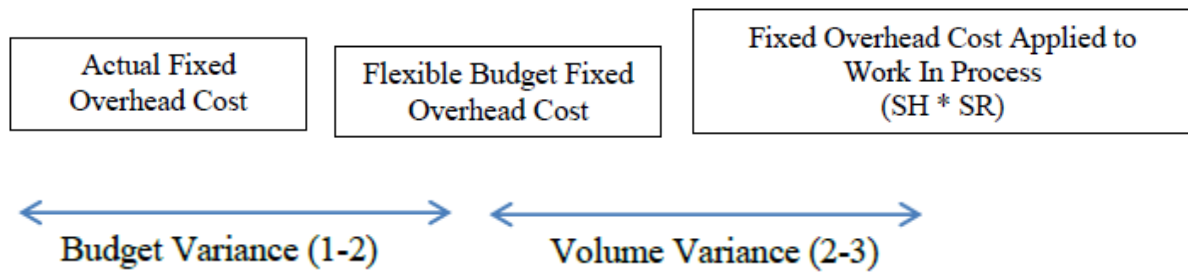 Actual Fixed
Overhead Cost
Flexible Budget Fixed
Overhead Cost
Fixed Overhead Cost Applied to
Work In Process
(SH * SR)
Budget Variance (1-2)
Volume Variance (2-3)